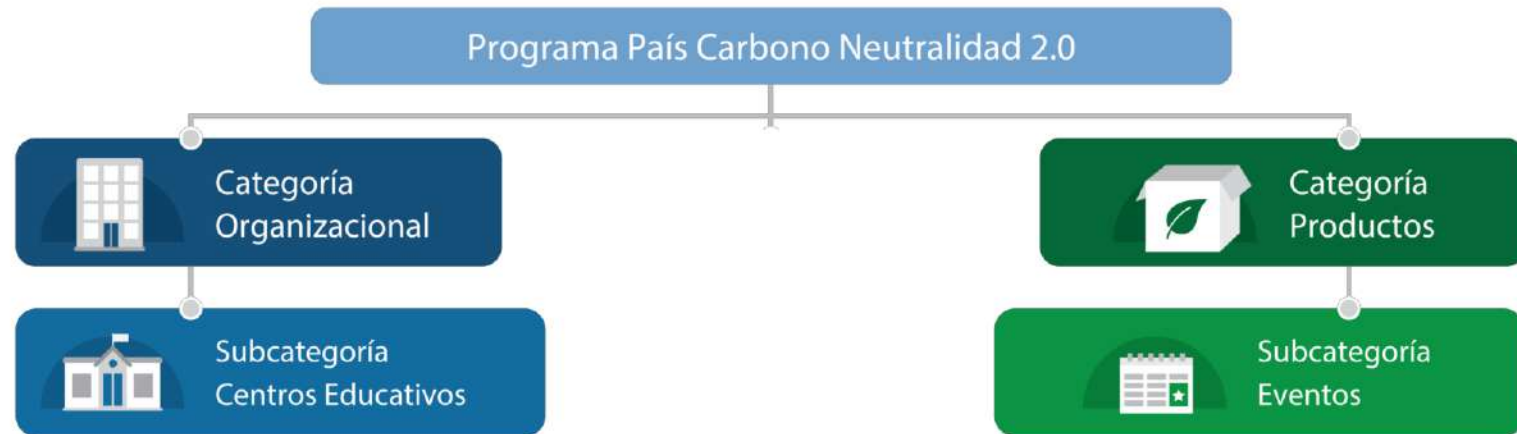 Programa País Carbono Neutralidad 2.0
Categoría
Organizacional
Categoría
Productos
Subcategoría
Centros Educativos
Subcategoría
Eventos